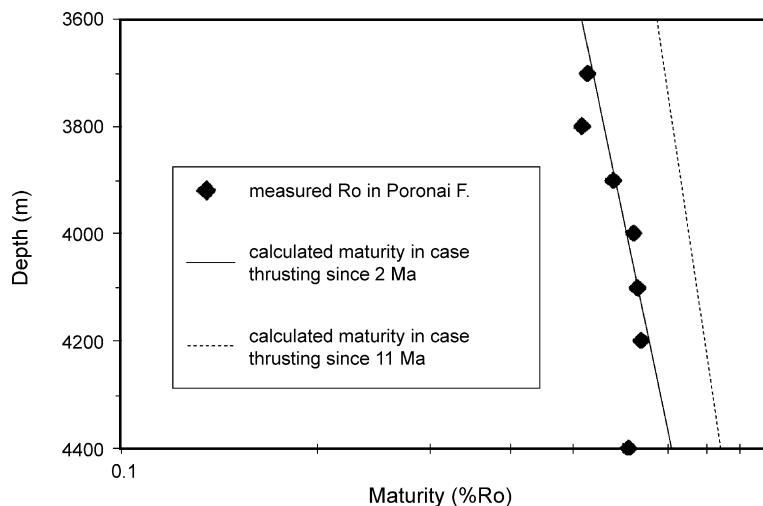 3600
3800
4000
4200
4400
Depth (m)
measured Ro in Poronai F.
calculated maturity in case
thrusting since 2 Ma
calculated maturity in case
thrusting since 11 Ma
0.1
Maturity (%Ro)